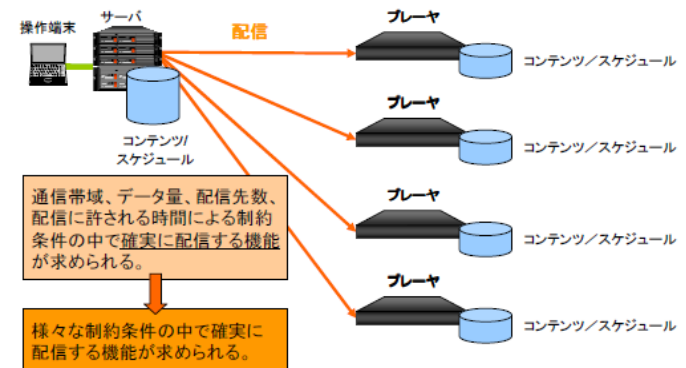 操作端末
サーバ
配信
プレーヤ
コンテンツ／スケジュール
コンテンツ/
スケジュール
プレーヤ
コンテンツ／スケジュール
プレーヤ
コンテンツ／スケジュール
プレーヤ
コンテンツ／スケジュール
通信帯域、データ量、配信先数、
配信に許される時間による制約
条件の中で確実に配信する機能
が求められる。
様々な制約条件の中で確実に
配信する機能が求められる。